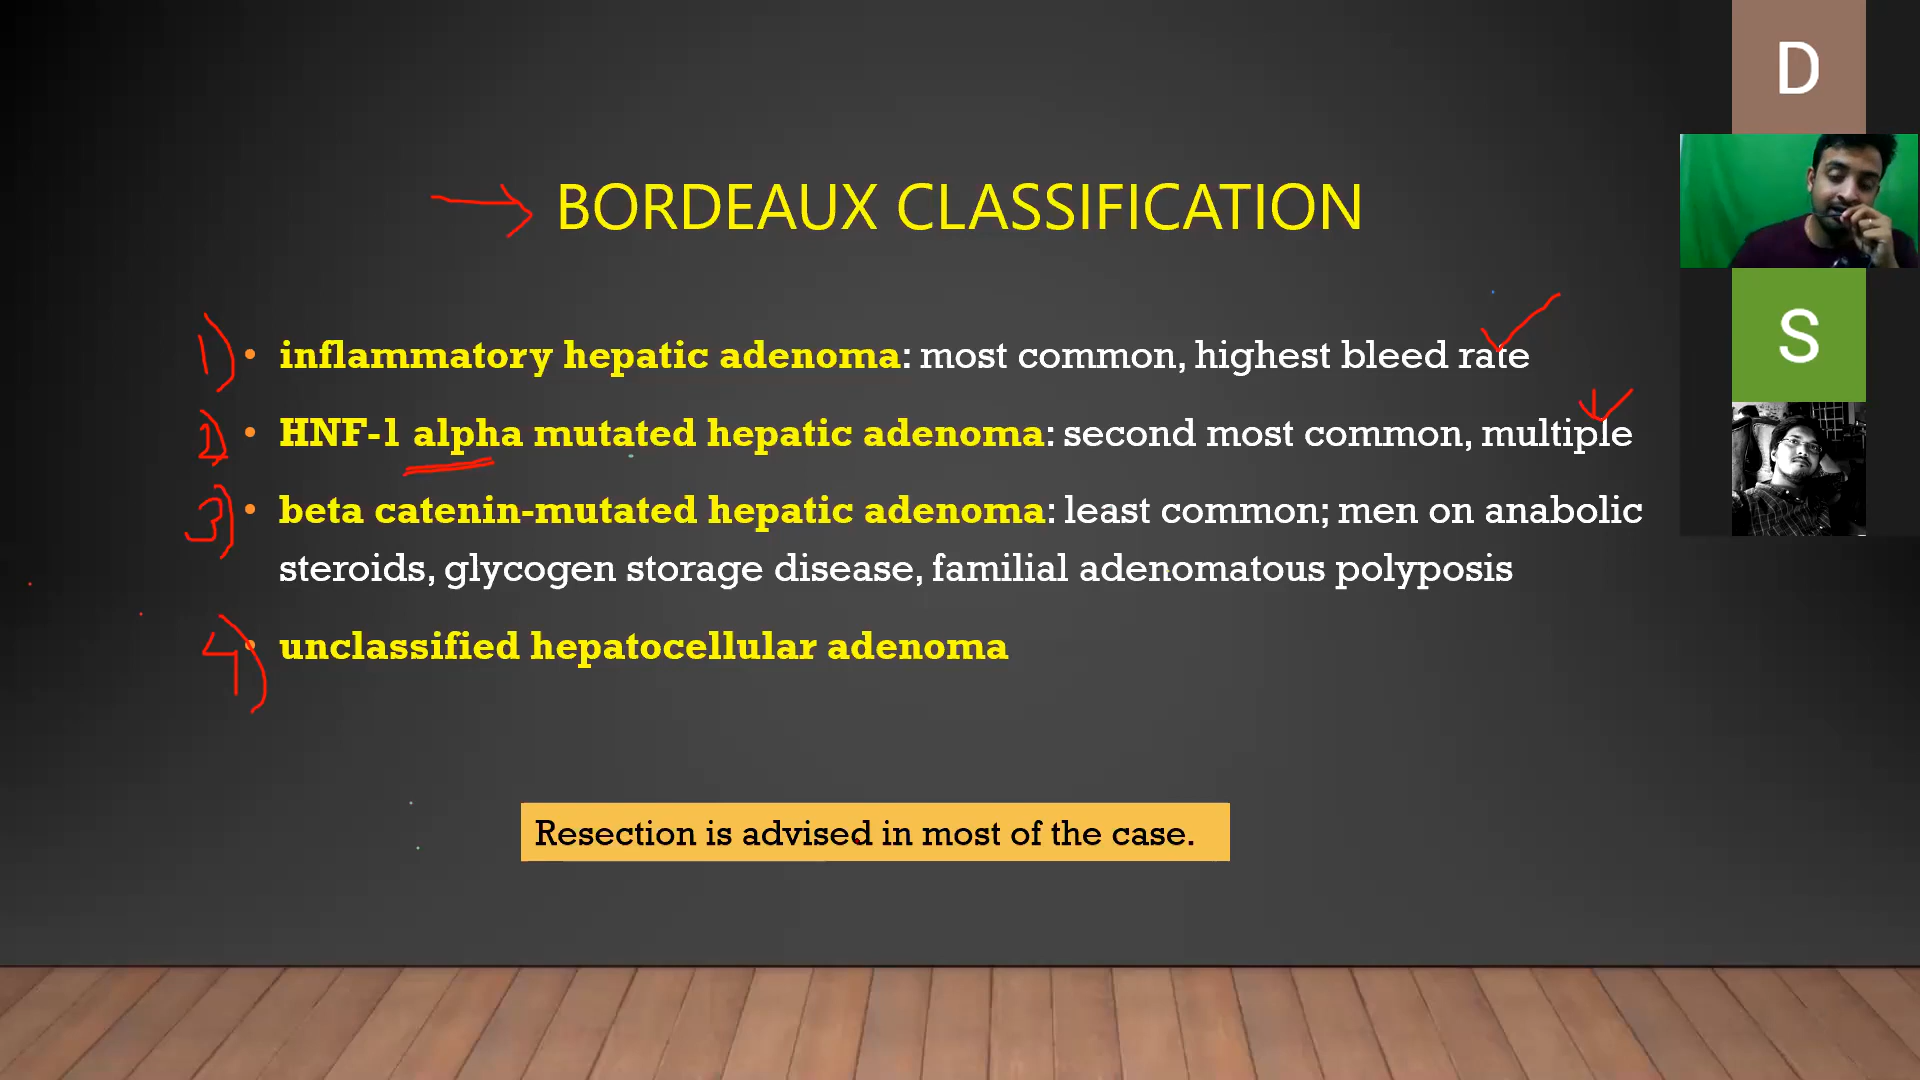 BORDEAUX CLASSIFICATION
1) • inflammatory hepatic adenoma: most common, highest bleed rate
2) • HNF-1 alpha mutated hepatic adenoma: second most common, multiple
3) • beta catenin-mutated hepatic adenoma: least common; men on anabolic
steroids, glycogen storage disease, familial adenomatous polyposis
4) • unclassified hepatocellular adenoma
Resection is advised in most of the case.
D
S